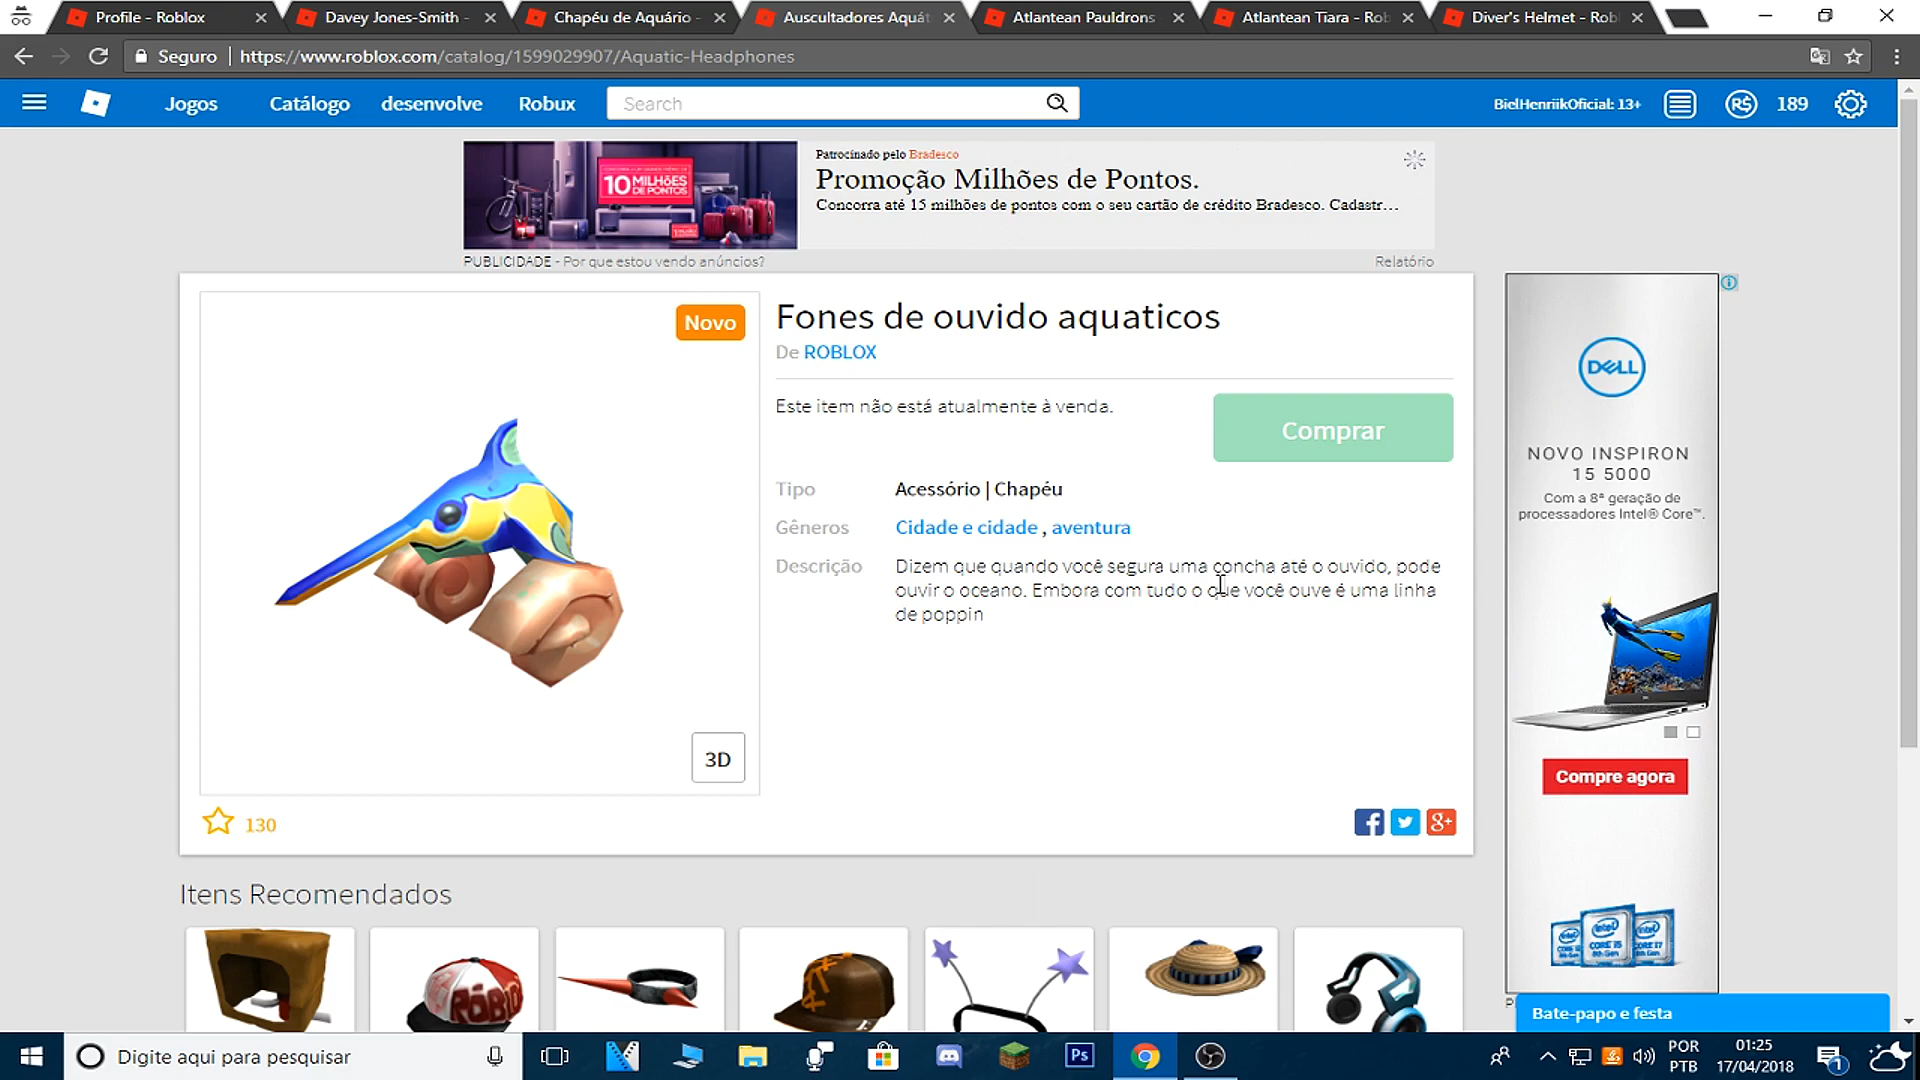 Profile - Roblox
Davey Jones-Smith -
Chapéu de Aquário -
Auscultadores Aquát
Atlantean Pauldrons
Atlantean Tiara - Rob
Diver's Helmet - Robl
Seguro https://www.roblox.com/catalog/1599029907/Aquatic-Headphones
Jogos Catálogo desenvolve Robux Search BielHenriikOficial: 13+ R$ 189
Patrocinado pelo Bradesco
Promoção Milhões de Pontos.
Concorra até 15 milhões de pontos com o seu cartão de crédito Bradesco. Cadastr...
10 MILHÕES
DE PONTOS
PUBLICIDADE - Por que estou vendo anúncios? Relatório
Novo
Fones de ouvido aquaticos
De ROBLOX
Este item não está atualmente à venda.
Comprar
Tipo Acessório | Chapéu
Gêneros Cidade e cidade , aventura
Descrição Dizem que quando você segura uma concha até o ouvido, pode
ouvir o oceano. Embora com tudo o que você ouve é uma linha
de poppin
3D
130
DELL
NOVO INSPIRON
15 5000
Com a 8ª geração de
processadores Intel® Core™.
Compre agora
CORE i5
Itens Recomendados
ROBLOX
Bate-papo e festa
Digite aqui para pesquisar
Ps
POR
PTB
01:25
17/04/2018
1